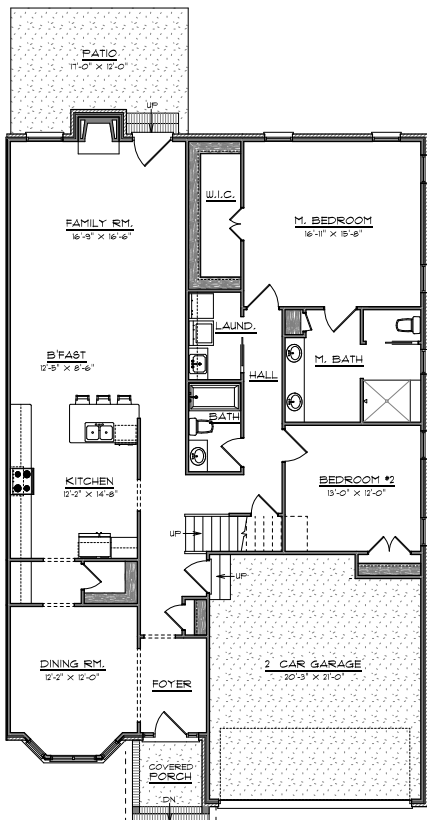 PATIO
17'-0" X 12'-0"
UP
W.I.C.
FAMILY RM.
16'-9" X 16'-6"
M. BEDROOM
16'-11" X 15'-8"
LAUND.
B'FAST
12'-5" X 8'-6"
M. BATH
HALL
BATH
KITCHEN
12'-2" X 14'-8"
BEDROOM #2
13'-0" X 12'-0"
UP
UP
DINING RM.
12'-2" X 12'-0"
2 CAR GARAGE
20'-3" X 21'-0"
FOYER
COVERED
PORCH
DN